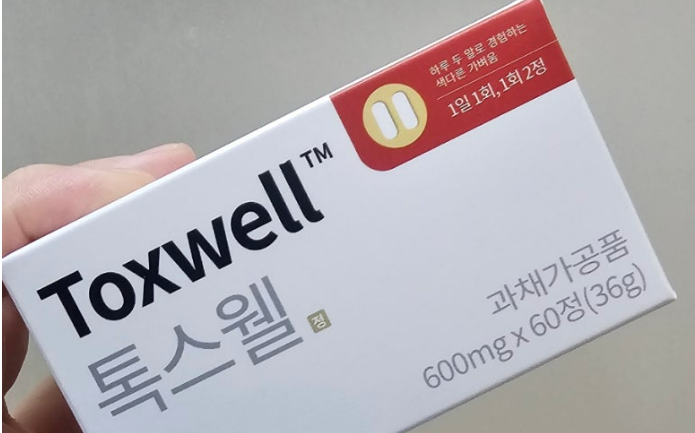 하루 두 알로 경험하는
색다른 가벼움
1일 1회, 1회 2정
Toxwell™
톡스웰 정
과채가공품
600mg x 60정(36g)